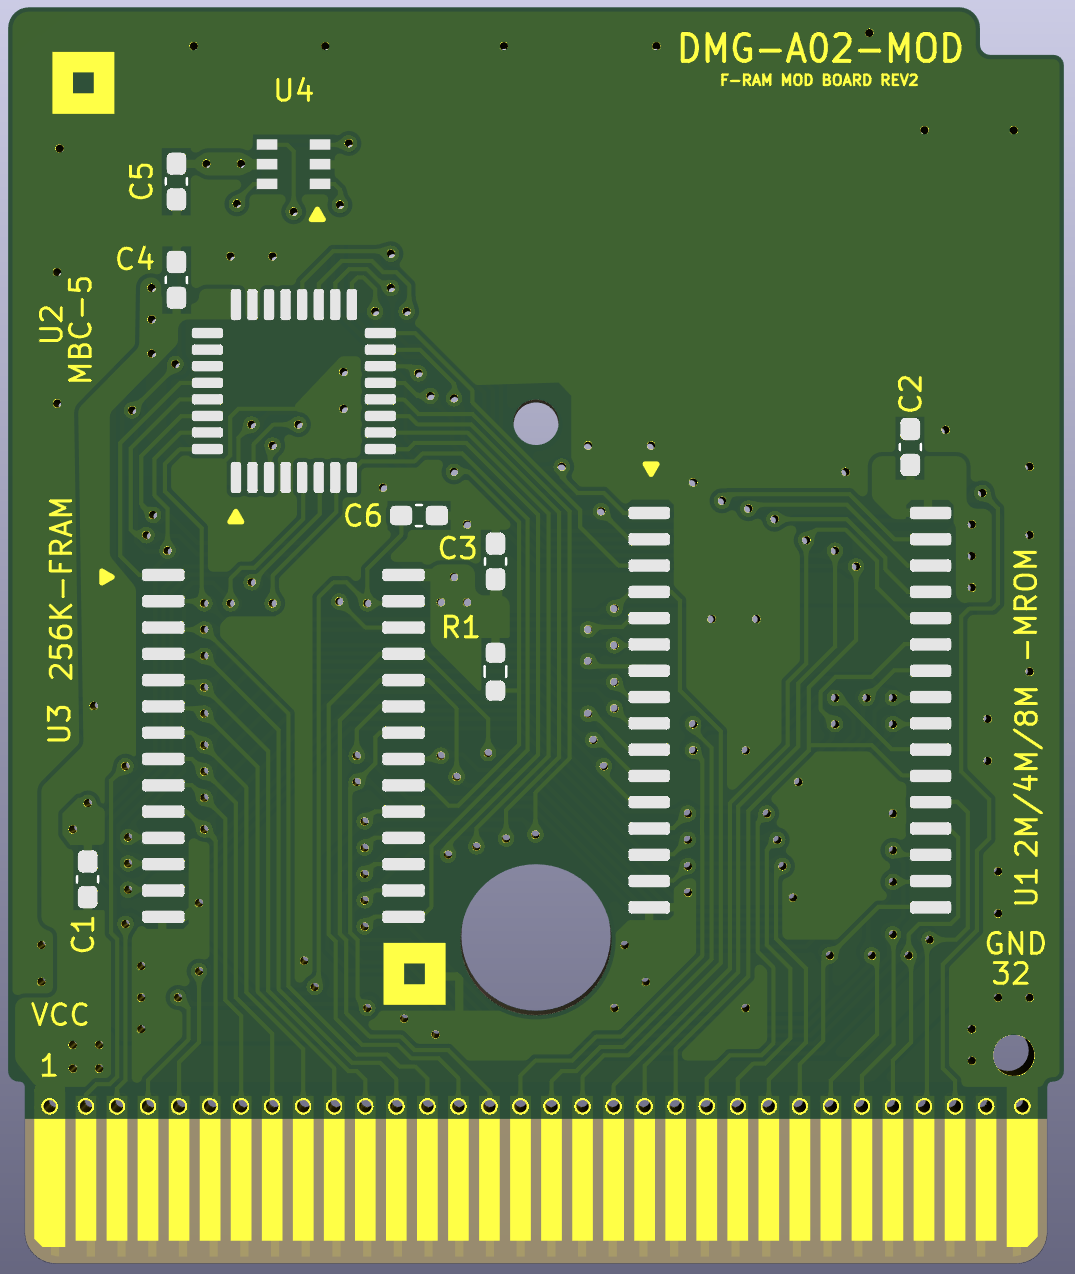 DMG-A02-MOD
F-RAM MOD BOARD REV2
U4
C5
C4
U2
MBC-5
C2
C6
C3
R1
U3 256K-FRAM
U1 2M/4M/8M -MROM
C1
GND
32
VCC
1